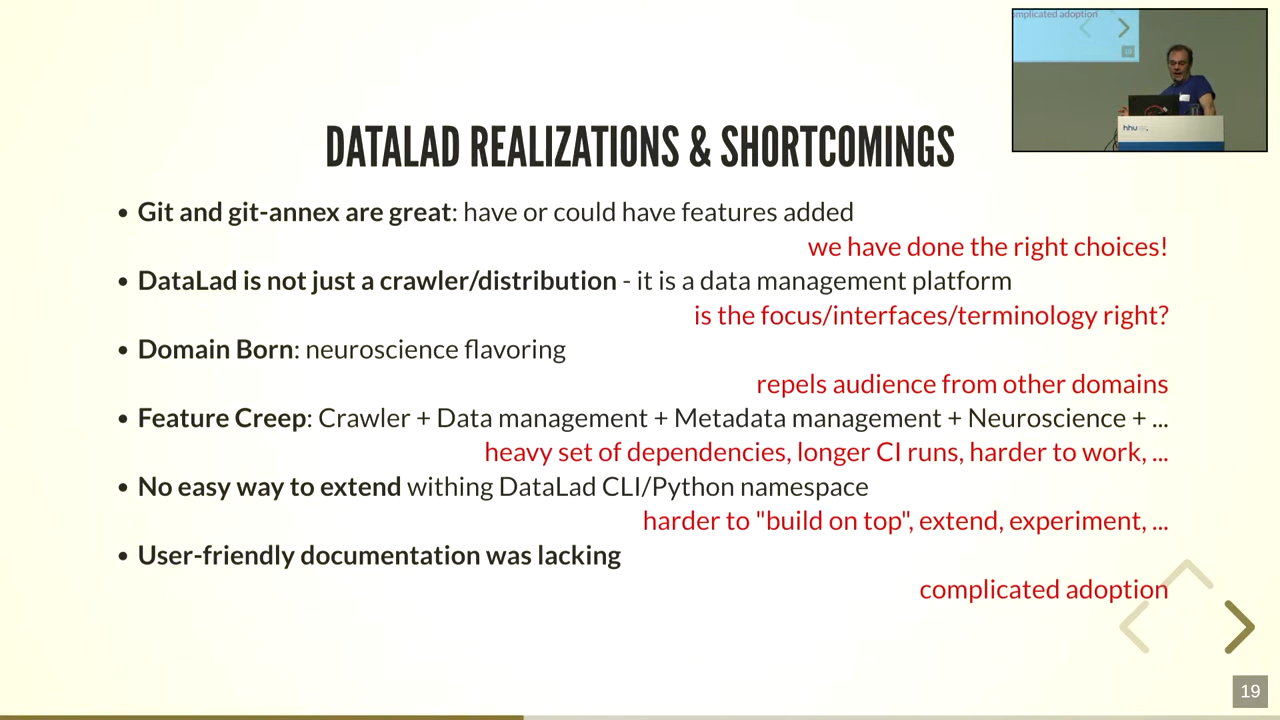 complicated adoption
19
hhu
DATALAD REALIZATIONS & SHORTCOMINGS
• Git and git-annex are great: have or could have features added
we have done the right choices!
• DataLad is not just a crawler/distribution - it is a data management platform
is the focus/interfaces/terminology right?
• Domain Born: neuroscience flavoring
repels audience from other domains
• Feature Creep: Crawler + Data management + Metadata management + Neuroscience + ...
heavy set of dependencies, longer CI runs, harder to work, ...
• No easy way to extend withing DataLad CLI/Python namespace
harder to "build on top", extend, experiment, ...
• User-friendly documentation was lacking
complicated adoption
19